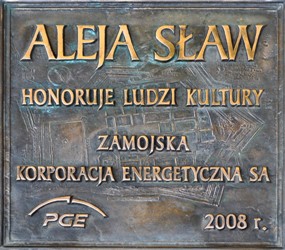 ALEJA SŁAW
HONORUJE LUDZI KULTURY
ZAMOJSKA
KORPORACJA ENERGETYCZNA SA
PGE
2008 r.